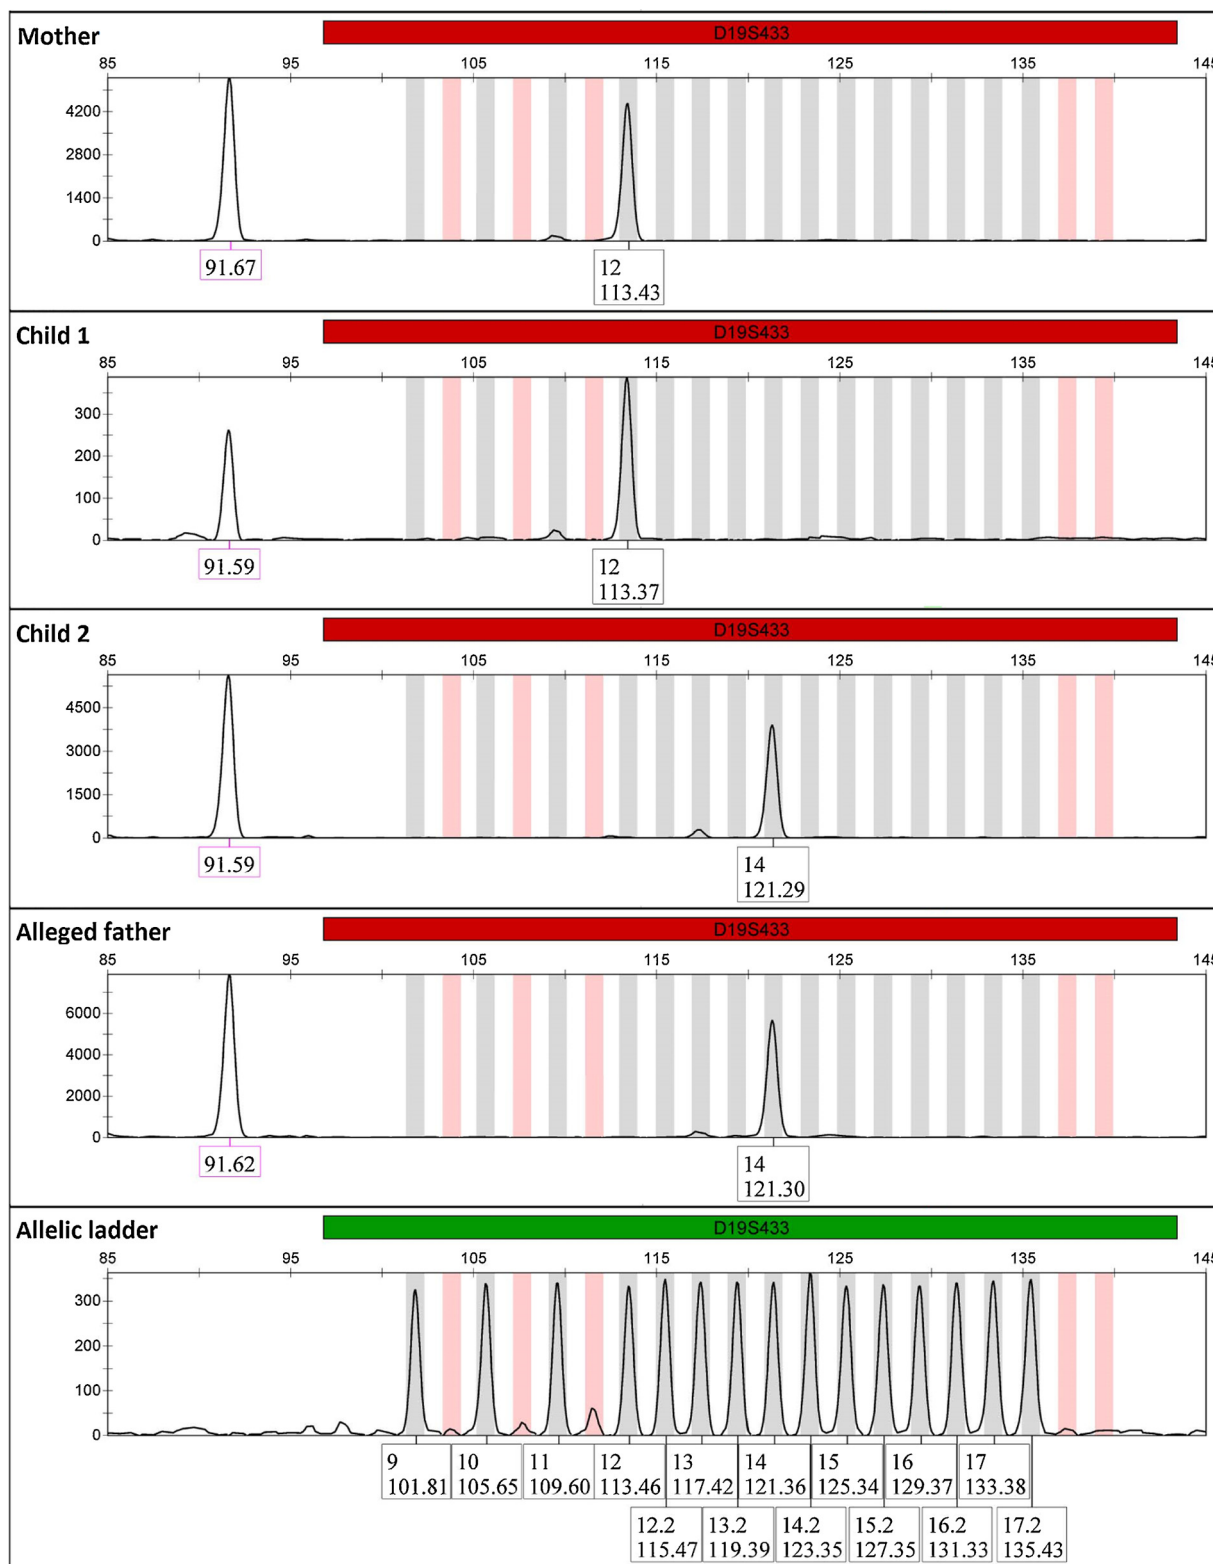 Mother
D19S433
85 95 105 115 125 135 145
4200
2800
1400
0
91.67
12
113.43
Child 1
D19S433
85 95 105 115 125 135 145
300
200
100
0
91.59
12
113.37
Child 2
D19S433
85 95 105 115 125 135 145
4500
3000
1500
0
91.59
14
121.29
Alleged father
D19S433
85 95 105 115 125 135 145
6000
4000
2000
0
91.62
14
121.30
Allelic ladder
D19S433
85 95 105 115 125 135 145
300
200
100
0
9 10 11 12 13 14 15 16 17
101.81 105.65 109.60 113.46 117.42 121.36 125.34 129.37 133.38
12.2 13.2 14.2 15.2 16.2 17.2
115.47 119.39 123.35 127.35 131.33 135.43